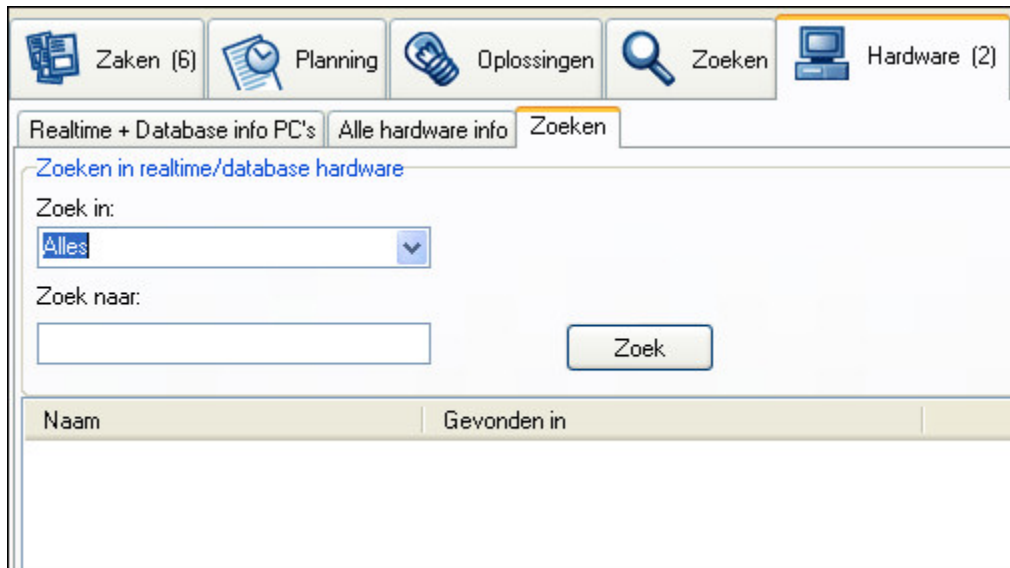 Zaken (6) Planning Oplossingen Zoeken Hardware (2)
Realtime + Database info PC's Alle hardware info Zoeken
Zoeken in realtime/database hardware
Zoek in:
Alles
Zoek naar:
Zoek
Naam Gevonden in